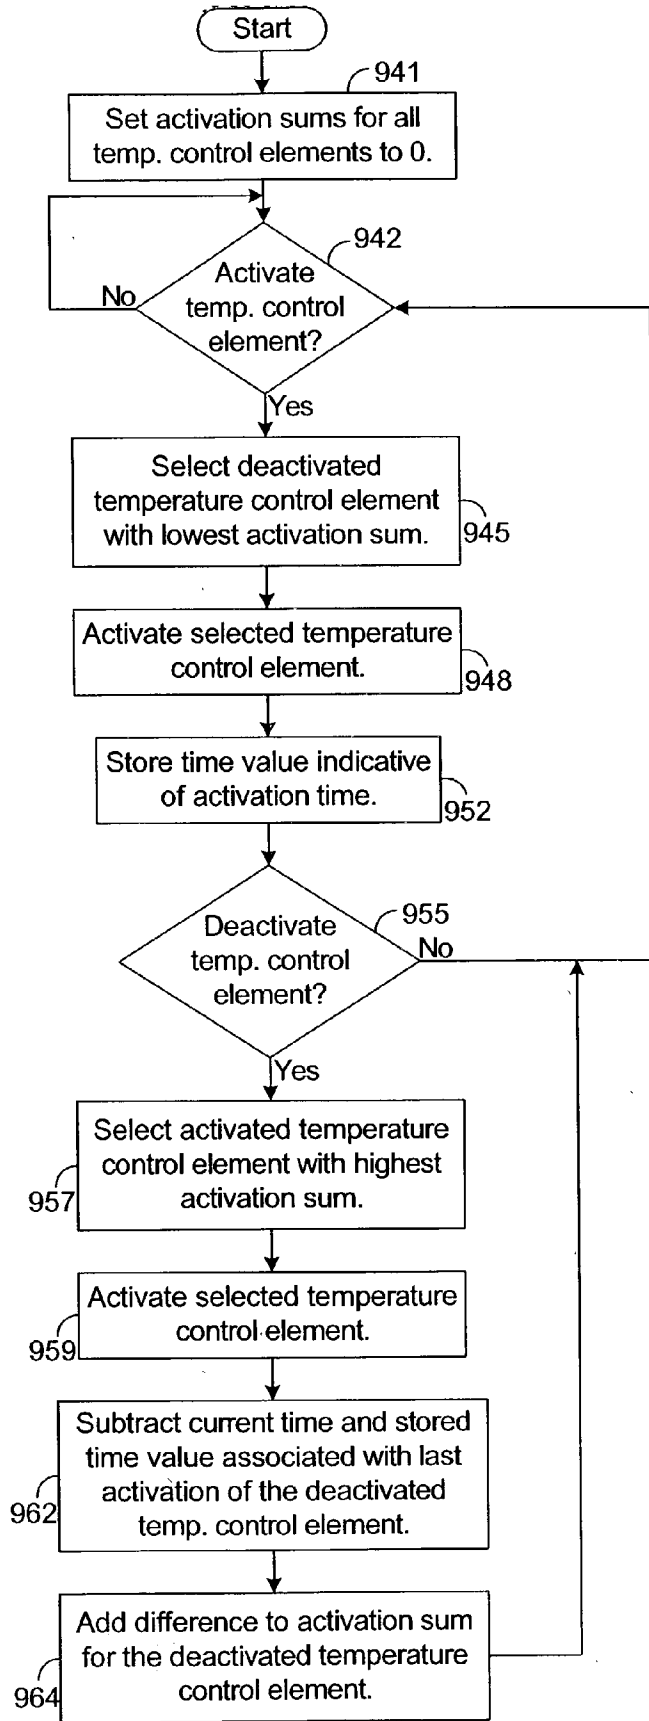 Start
941
Set activation sums for all
temp. control elements to 0.
942
Activate
temp. control
element?
No
Yes
Select deactivated
temperature control element
with lowest activation sum.
945
Activate selected temperature
control element.
948
Store time value indicative
of activation time.
952
955
Deactivate
temp. control
element?
No
Yes
Select activated temperature
control element with highest
activation sum.
957
Activate selected temperature
control element.
959
Subtract current time and stored
time value associated with last
activation of the deactivated
temp. control element.
962
Add difference to activation sum
for the deactivated temperature
control element.
964